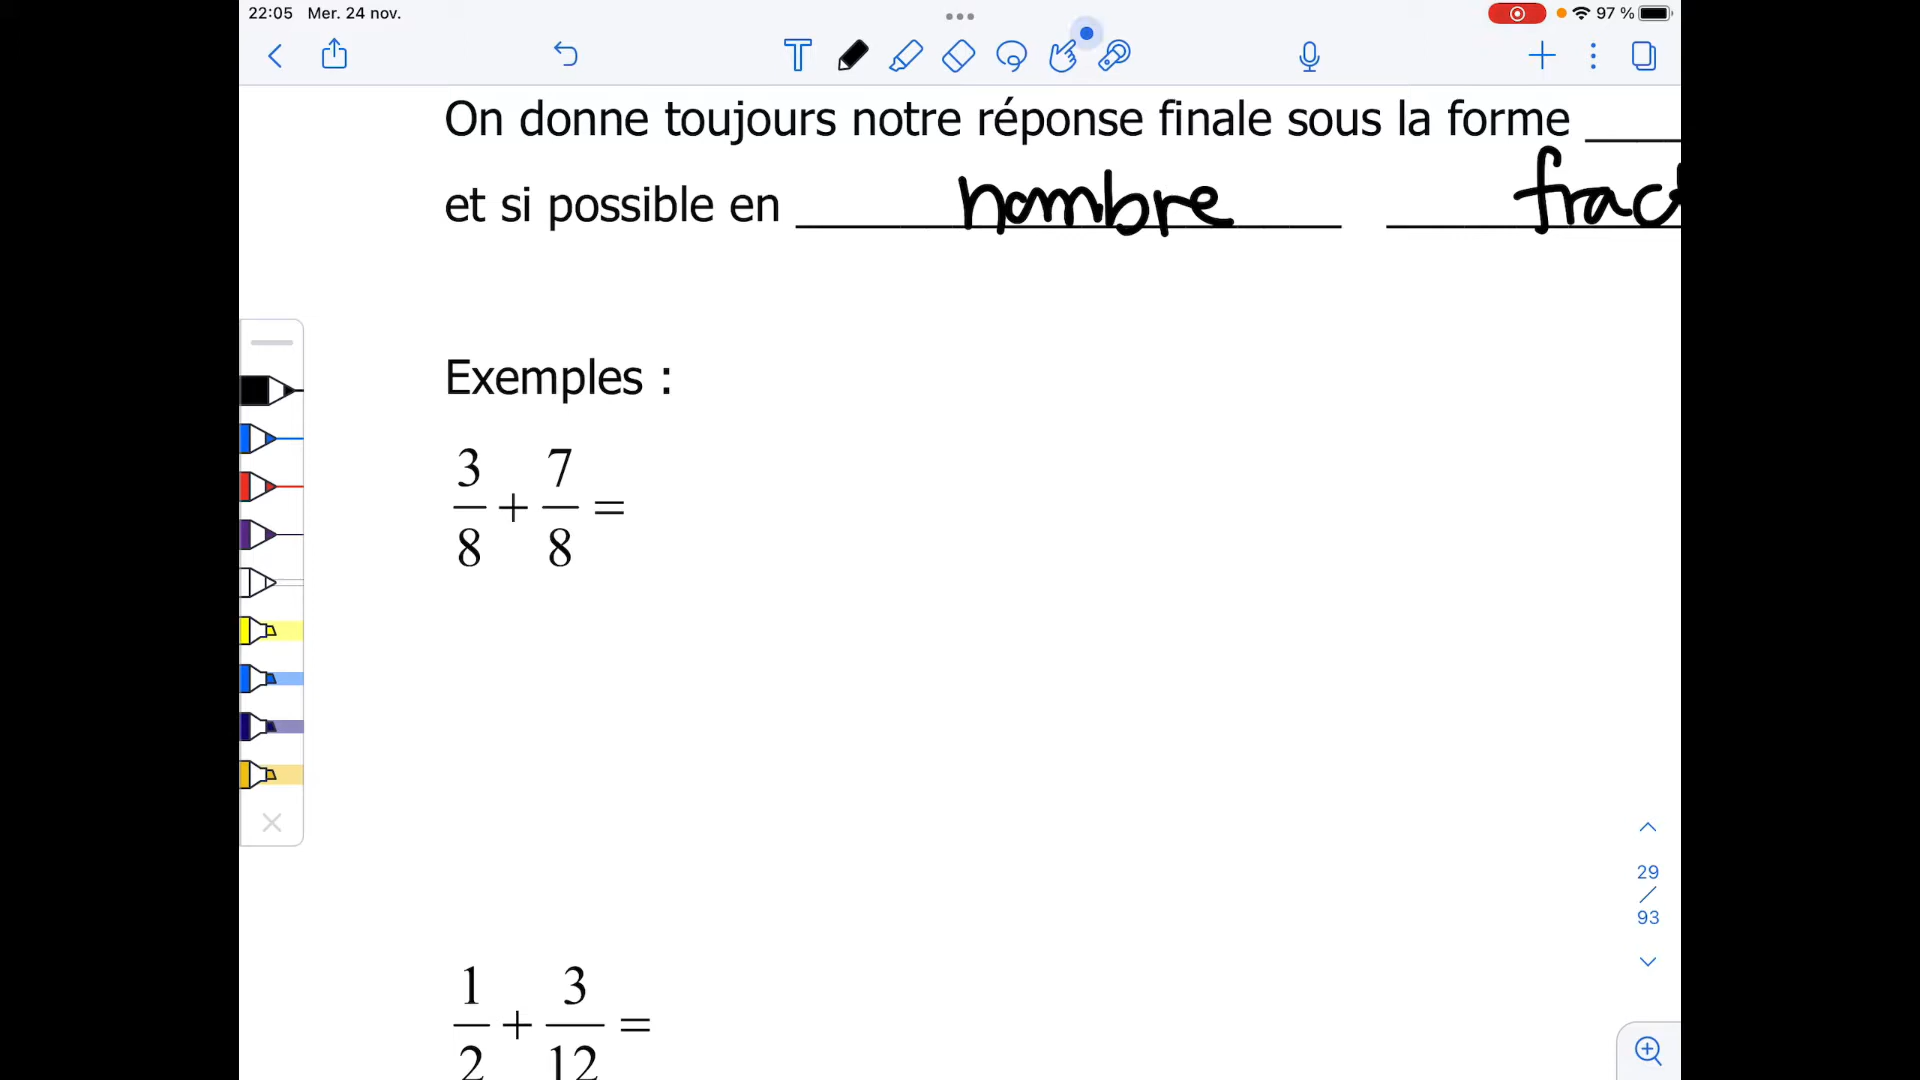 22:05 Mer. 24 nov.
97 %
On donne toujours notre réponse finale sous la forme
et si possible en nombre fract
Exemples :
3/8 + 7/8 =
1/2 + 3/12 =
29
/
93